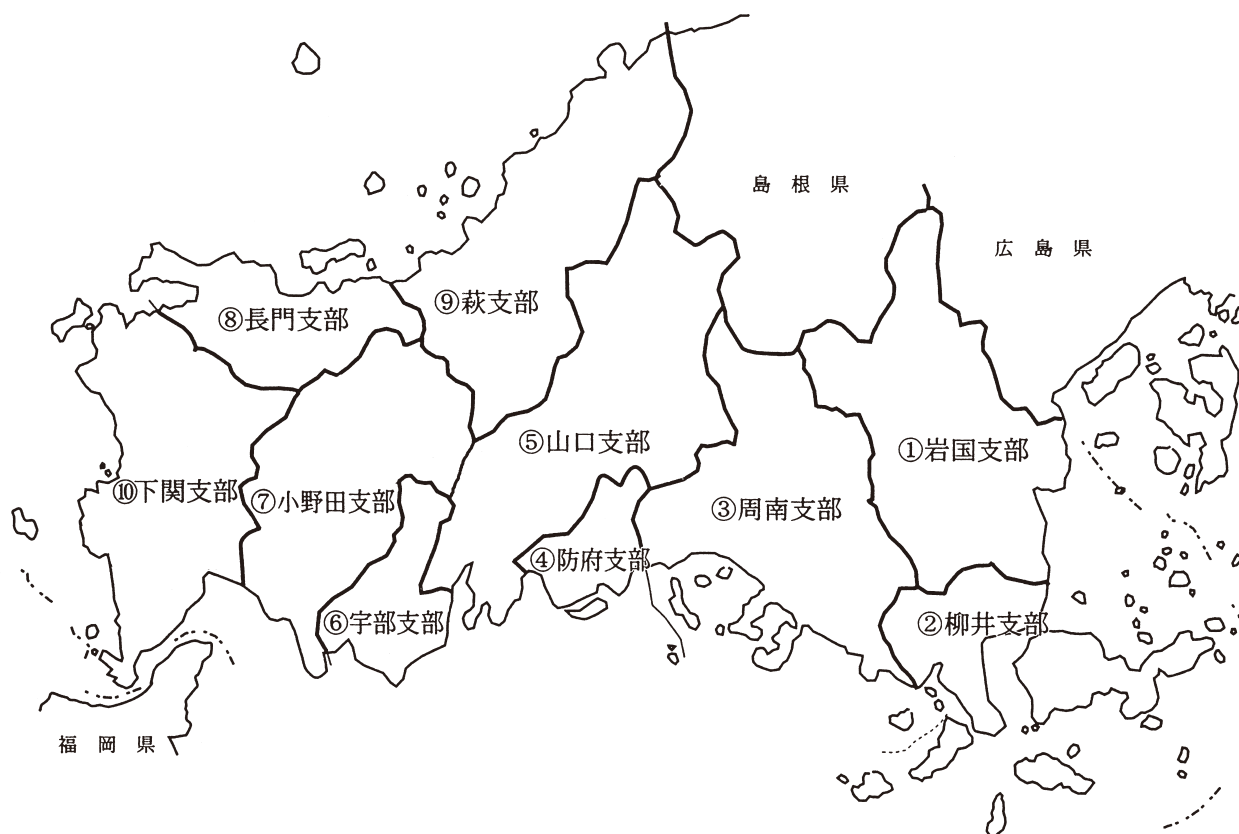 島根県
広島県
⑨萩支部
⑧長門支部
⑤山口支部
①岩国支部
⑩下関支部
⑦小野田支部
③周南支部
④防府支部
⑥宇部支部
②柳井支部
福岡県